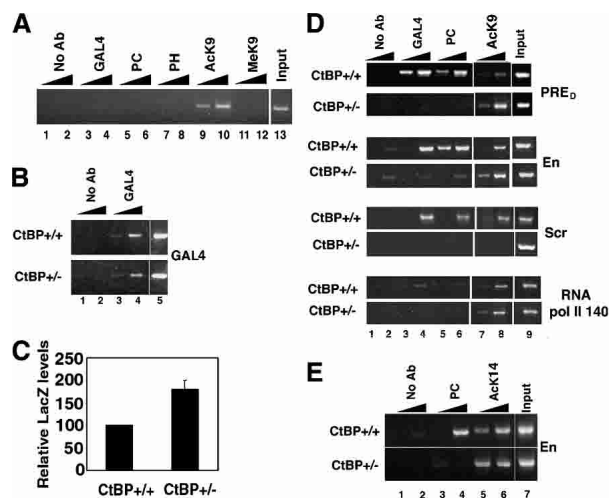 A
No Ab
GAL4
PC
PH
AcK9
MeK9
Input
1 2 3 4 5 6 7 8 9 10 11 12 13
B
No Ab
GAL4
CtBP+/+
CtBP+/-
GAL4
1 2 3 4 5
C
Relative LacZ levels
250
200
150
100
50
0
CtBP+/+ CtBP+/-
D
No Ab
GAL4
PC
AcK9
Input
CtBP+/+
CtBP+/-
PRED
CtBP+/+
CtBP+/-
En
CtBP+/+
CtBP+/-
Scr
CtBP+/+
CtBP+/-
RNA
pol II 140
1 2 3 4 5 6 7 8 9
E
No Ab
PC
AcK14
Input
CtBP+/+
CtBP+/-
En
1 2 3 4 5 6 7